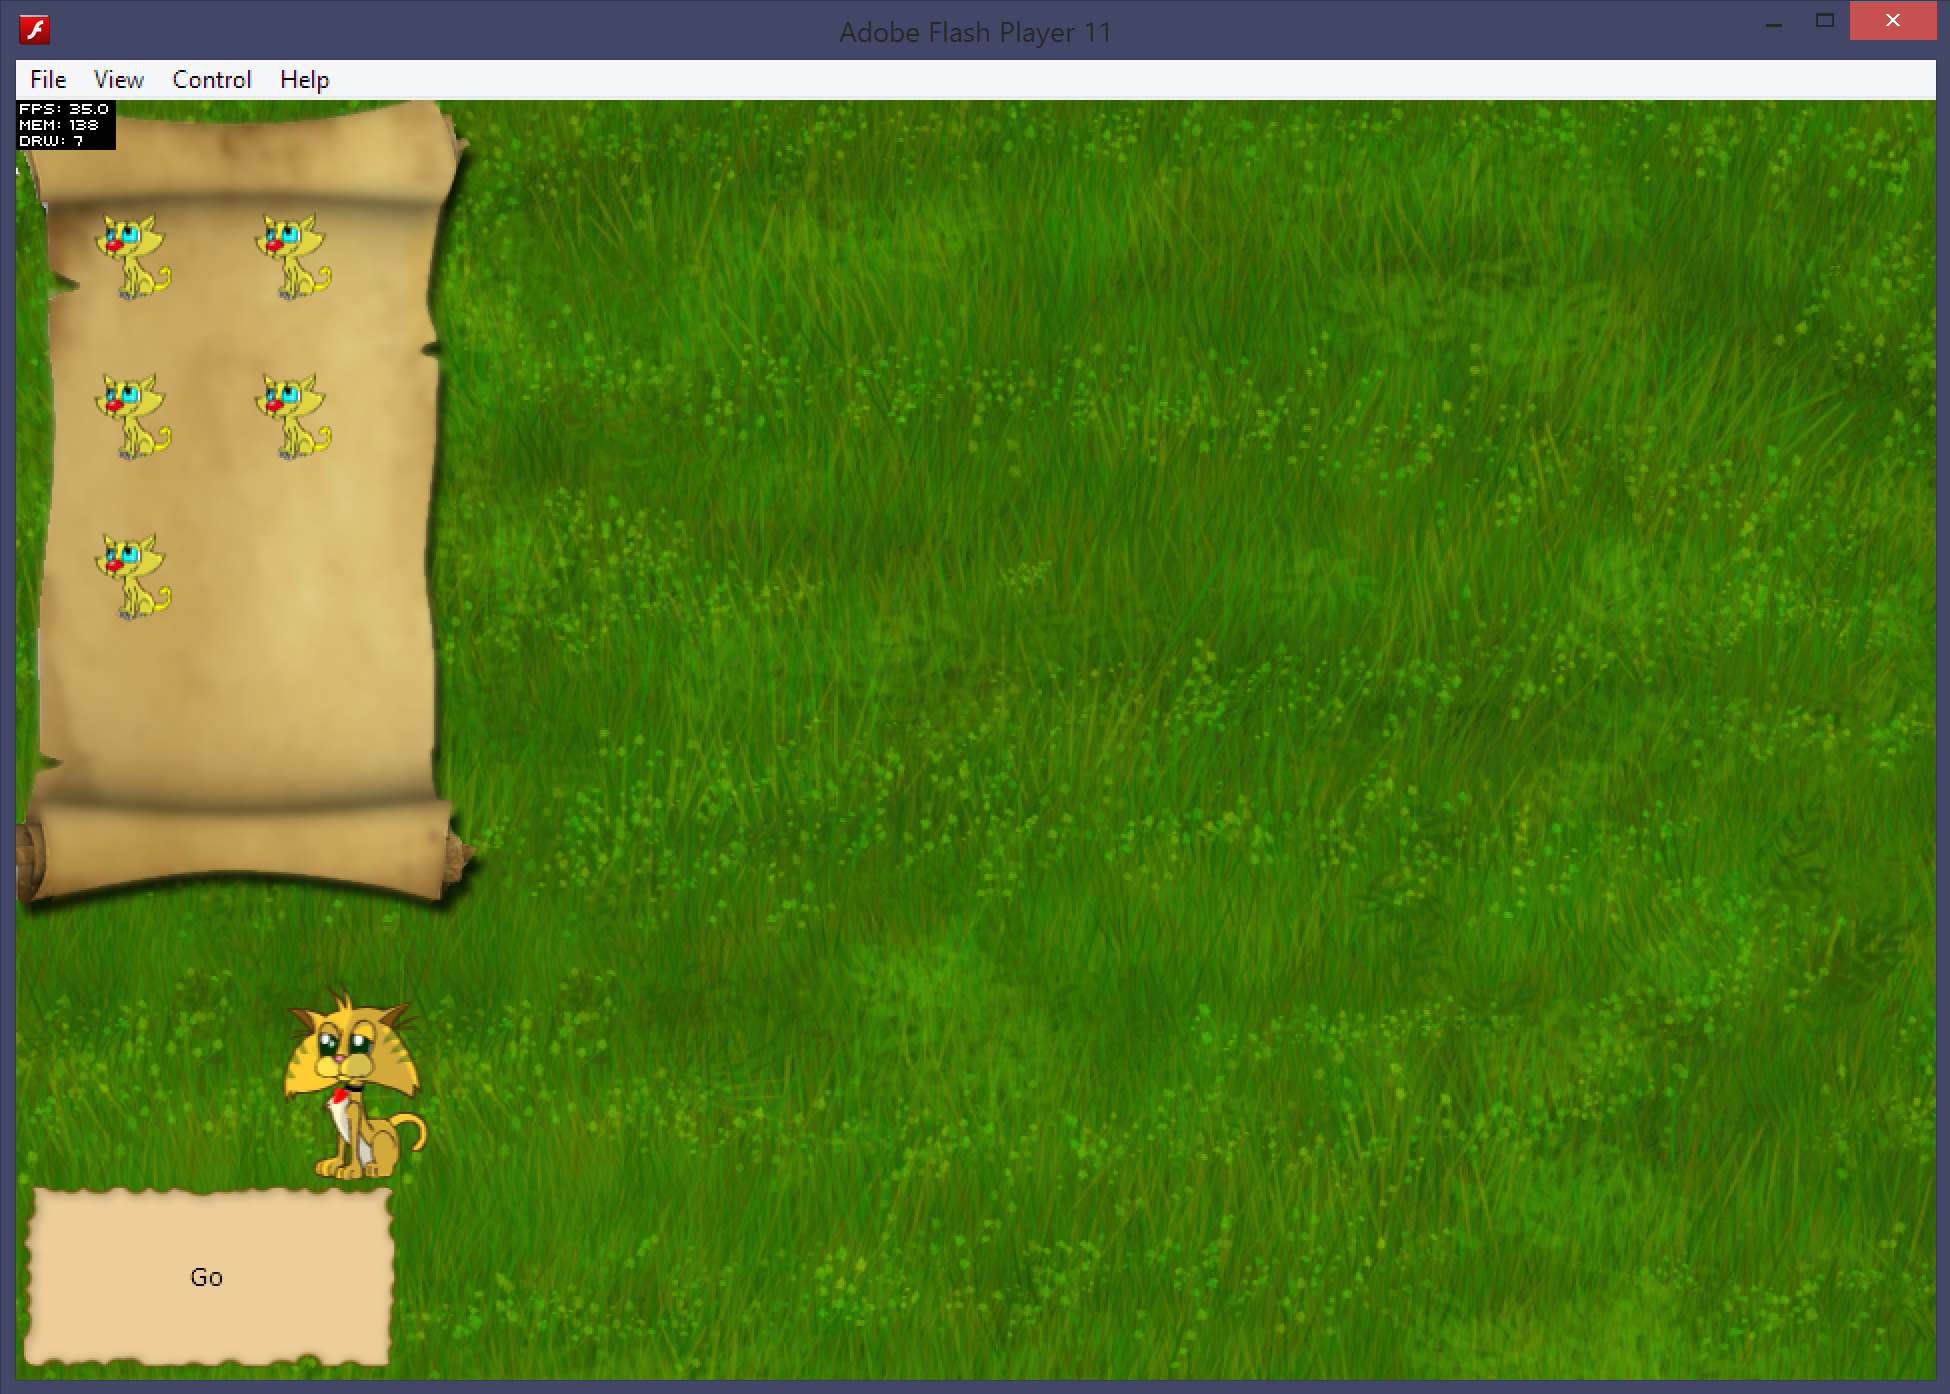 Adobe Flash Player 11
File View Control Help
FPS: 35.0
MEM: 138
DRW: 7
Go